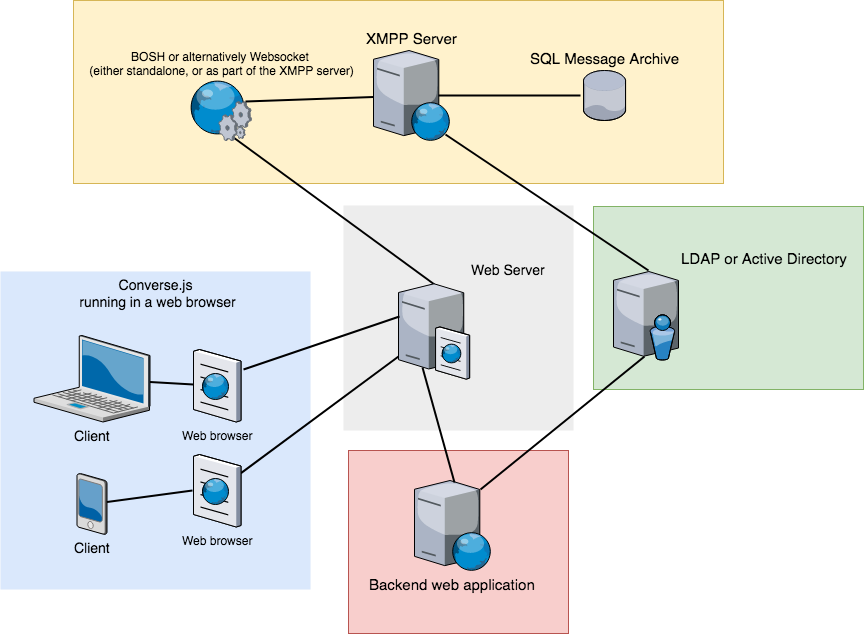 XMPP Server
BOSH or alternatively Websocket
(either standalone, or as part of the XMPP server)
SQL Message Archive
Web Server
LDAP or Active Directory
Converse.js
running in a web browser
Client
Web browser
Client
Web browser
Backend web application